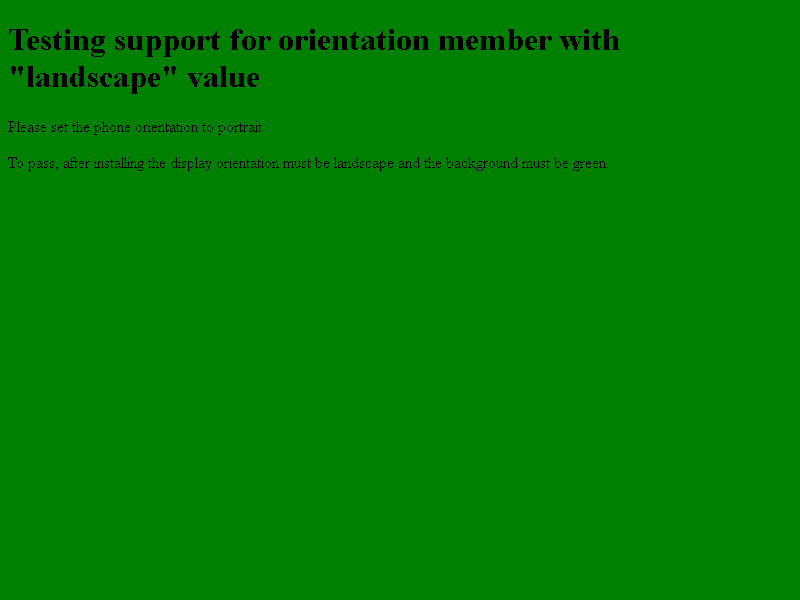 Testing support for orientation member with
"landscape" value
Please set the phone orientation to portrait.
To pass, after installing the display orientation must be landscape and the background must be green.